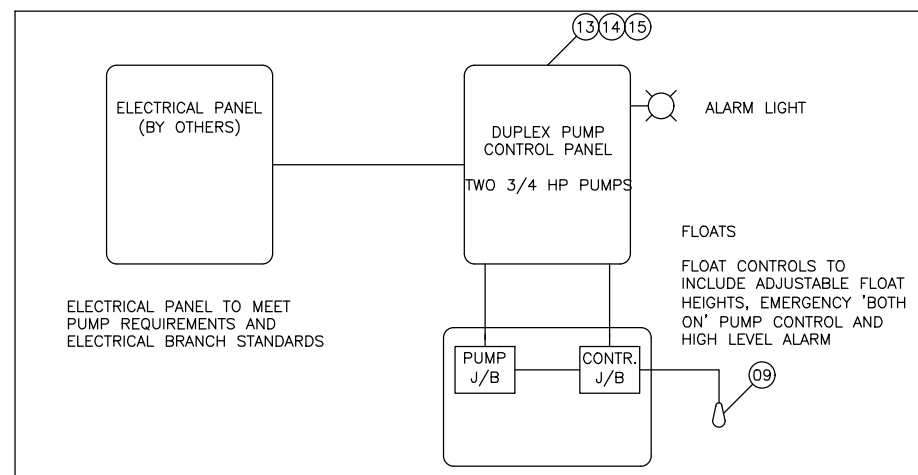 13 14 15
ELECTRICAL PANEL
(BY OTHERS)
DUPLEX PUMP
CONTROL PANEL
TWO 3/4 HP PUMPS
ALARM LIGHT
FLOATS
FLOAT CONTROLS TO
INCLUDE ADJUSTABLE FLOAT
HEIGHTS, EMERGENCY 'BOTH
ON' PUMP CONTROL AND
HIGH LEVEL ALARM
ELECTRICAL PANEL TO MEET
PUMP REQUIREMENTS AND
ELECTRICAL BRANCH STANDARDS
PUMP
J/B
CONTR.
J/B
09